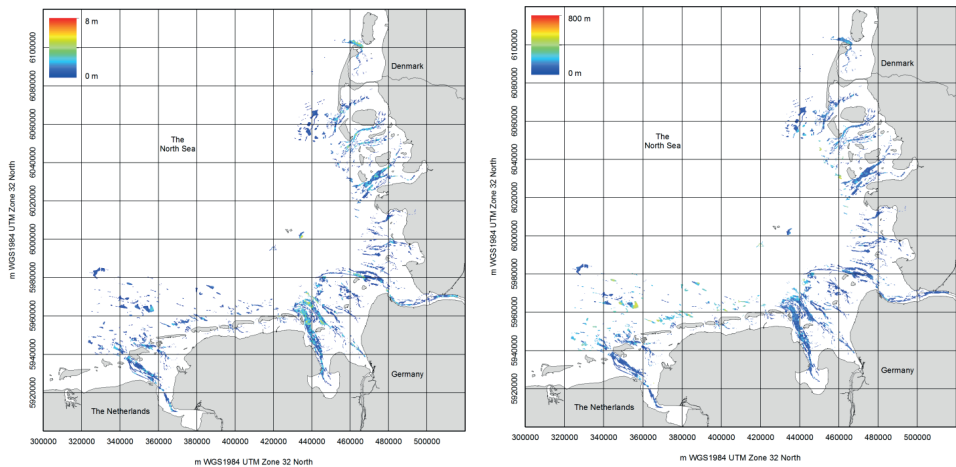 8 m
0 m
Denmark
The
North Sea
Germany
The Netherlands
6100000
6080000
6060000
6040000
6020000
6000000
5980000
5960000
5940000
5920000
m WGS1984 UTM Zone 32 North
300000 320000 340000 360000 380000 400000 420000 440000 460000 480000 500000
m WGS1984 UTM Zone 32 North
800 m
0 m
Denmark
The
North Sea
Germany
The Netherlands
6100000
6080000
6060000
6040000
6020000
6000000
5980000
5960000
5940000
5920000
m WGS1984 UTM Zone 32 North
300000 320000 340000 360000 380000 400000 420000 440000 460000 480000 500000
m WGS1984 UTM Zone 32 North